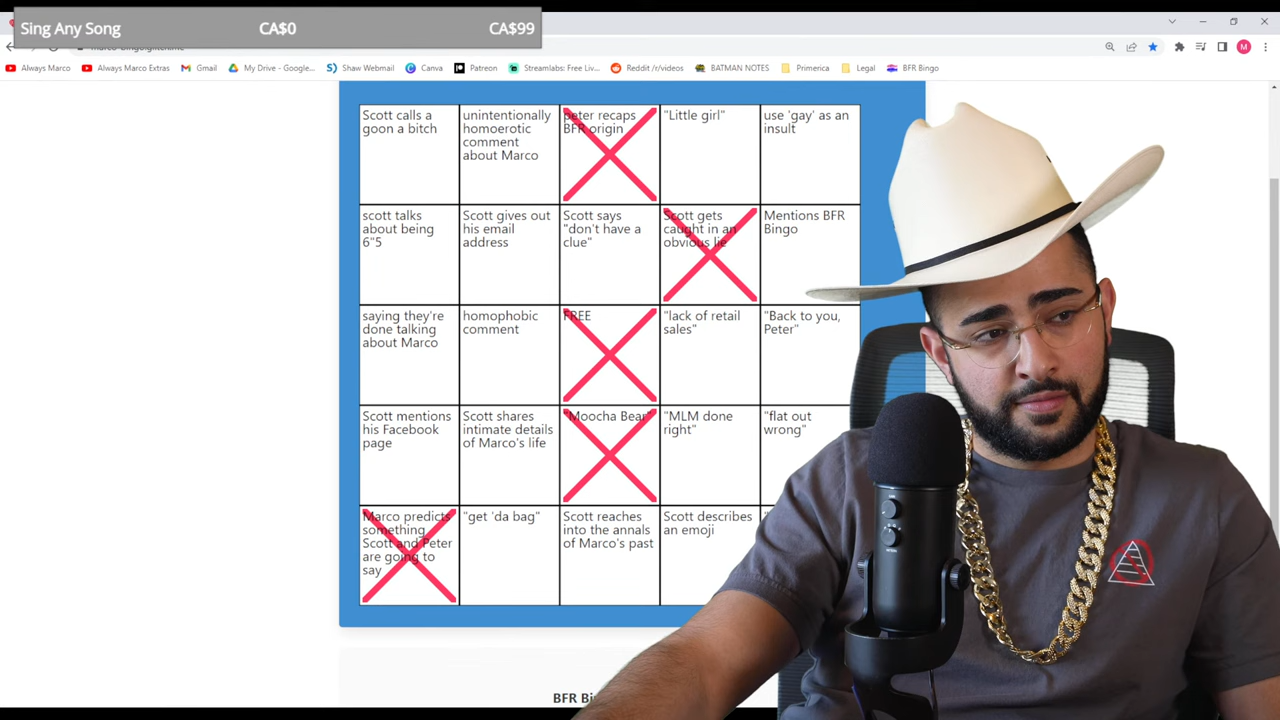 Sing Any Song CA$0 CA$99
Always Marco Always Marco Extras Gmail My Drive - Google... Shaw Webmail Canva Patreon Streamlabs: Free Liv... Reddit /r/videos BATMAN NOTES Primerica Legal BFR Bingo
M
Scott calls a
goon a bitch
unintentionally
homoerotic
comment
about Marco
peter recaps
BFR origin
"Little girl"
use 'gay' as an
insult
scott talks
about being
6"5
Scott gives out
his email
address
Scott says
"don't have a
clue"
Scott gets
caught in an
obvious lie
Mentions BFR
Bingo
saying they're
done talking
about Marco
homophobic
comment
FREE
"lack of retail
sales"
"Back to you,
Peter"
Scott mentions
his Facebook
page
Scott shares
intimate details
of Marco's life
"Moocha Bear"
"MLM done
right"
"flat out
wrong"
Marco predicts
something
Scott and Peter
are going to
say
"get 'da bag"
Scott reaches
into the annals
of Marco's past
Scott describes
an emoji
BFR